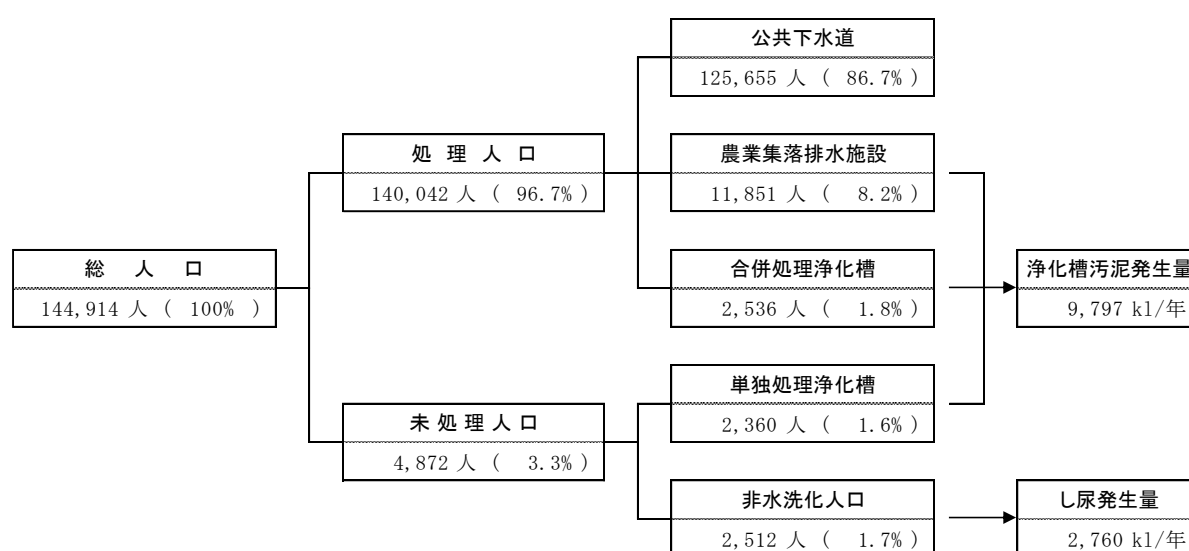 公共下水道
125,655 人 ( 86.7% )
処理人口
140,042 人 ( 96.7% )
農業集落排水施設
11,851 人 ( 8.2% )
総人口
144,914 人 ( 100% )
合併処理浄化槽
2,536 人 ( 1.8% )
浄化槽汚泥発生量
9,797 kl/年
単独処理浄化槽
2,360 人 ( 1.6% )
未処理人口
4,872 人 ( 3.3% )
非水洗化人口
2,512 人 ( 1.7% )
し尿発生量
2,760 kl/年